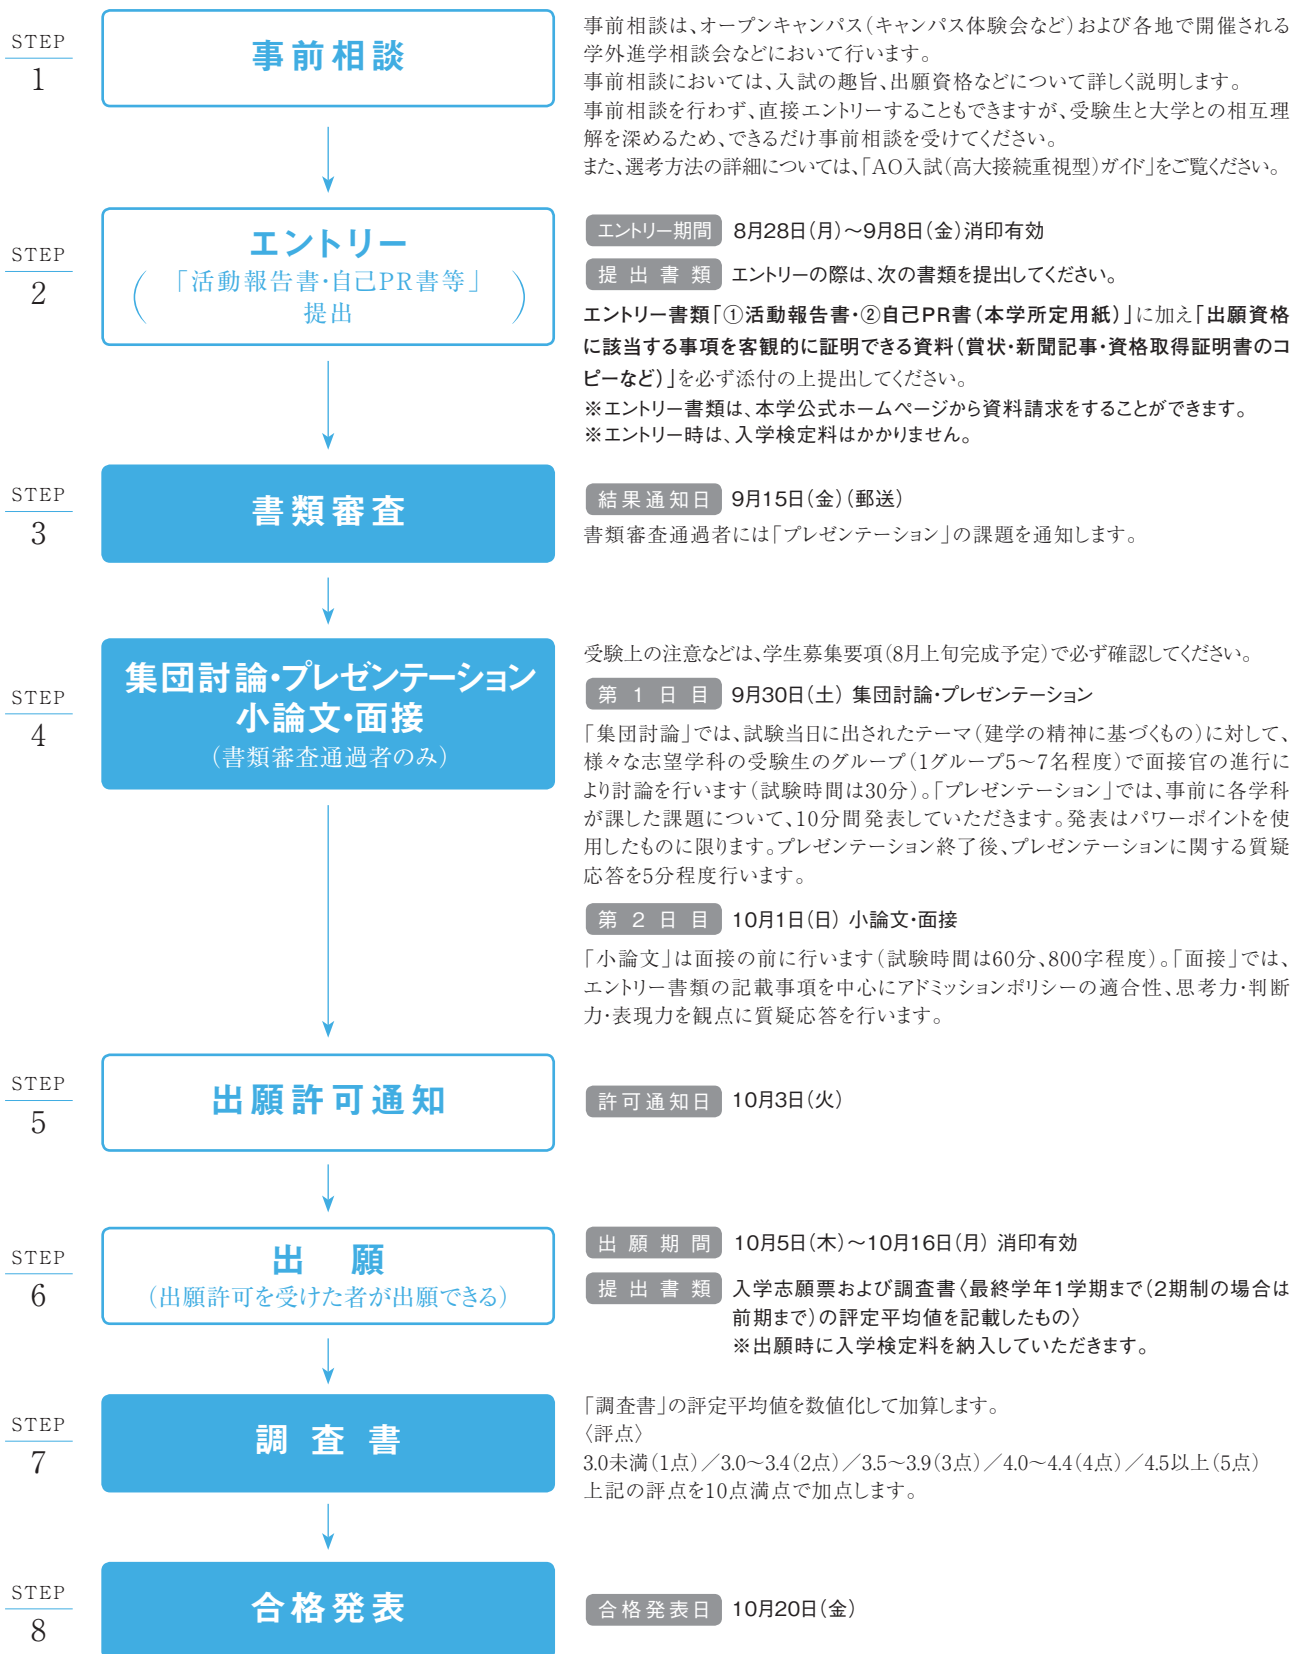 STEP
1
事前相談
事前相談は、オープンキャンパス(キャンパス体験会など)および各地で開催される
学外進学相談会などにおいて行います。
事前相談においては、入試の趣旨、出願資格などについて詳しく説明します。
事前相談を行わず、直接エントリーすることもできますが、受験生と大学との相互理
解を深めるため、できるだけ事前相談を受けてください。
また、選考方法の詳細については、「AO入試(高大接続重視型)ガイド」をご覧ください。
STEP
2
エントリー
(「活動報告書・自己PR書等」
提出)
エントリー期間 8月28日(月)〜9月8日(金)消印有効
提出書類 エントリーの際は、次の書類を提出してください。
エントリー書類「①活動報告書・②自己PR書(本学所定用紙)」に加え「出願資格
に該当する事項を客観的に証明できる資料(賞状・新聞記事・資格取得証明書のコ
ピーなど)」を必ず添付の上提出してください。
※エントリー書類は、本学公式ホームページから資料請求をすることができます。
※エントリー時は、入学検定料はかかりません。
STEP
3
書類審査
結果通知日 9月15日(金)(郵送)
書類審査通過者には「プレゼンテーション」の課題を通知します。
STEP
4
集団討論・プレゼンテーション
小論文・面接
(書類審査通過者のみ)
受験上の注意などは、学生募集要項(8月上旬完成予定)で必ず確認してください。
第1日目 9月30日(土) 集団討論・プレゼンテーション
「集団討論」では、試験当日に出されたテーマ(建学の精神に基づくもの)に対して、
様々な志望学科の受験生のグループ(1グループ5〜7名程度)で面接官の進行に
より討論を行います(試験時間は30分)。「プレゼンテーション」では、事前に各学科
が課した課題について、10分間発表していただきます。発表はパワーポイントを使
用したものに限ります。プレゼンテーション終了後、プレゼンテーションに関する質疑
応答を5分程度行います。
第2日目 10月1日(日) 小論文・面接
「小論文」は面接の前に行います(試験時間は60分、800字程度)。「面接」では、
エントリー書類の記載事項を中心にアドミッションポリシーの適合性、思考力・判断
力・表現力を観点に質疑応答を行います。
STEP
5
出願許可通知
許可通知日 10月3日(火)
STEP
6
出 願
(出願許可を受けた者が出願できる)
出願期間 10月5日(木)〜10月16日(月) 消印有効
提出書類 入学志願票および調査書〈最終学年1学期まで(2期制の場合は
前期まで)の評定平均値を記載したもの〉
※出願時に入学検定料を納入していただきます。
STEP
7
調査書
「調査書」の評定平均値を数値化して加算します。
〈評点〉
3.0未満(1点)/3.0〜3.4(2点)/3.5〜3.9(3点)/4.0〜4.4(4点)/4.5以上(5点)
上記の評点を10点満点で加点します。
STEP
8
合格発表
合格発表日 10月20日(金)